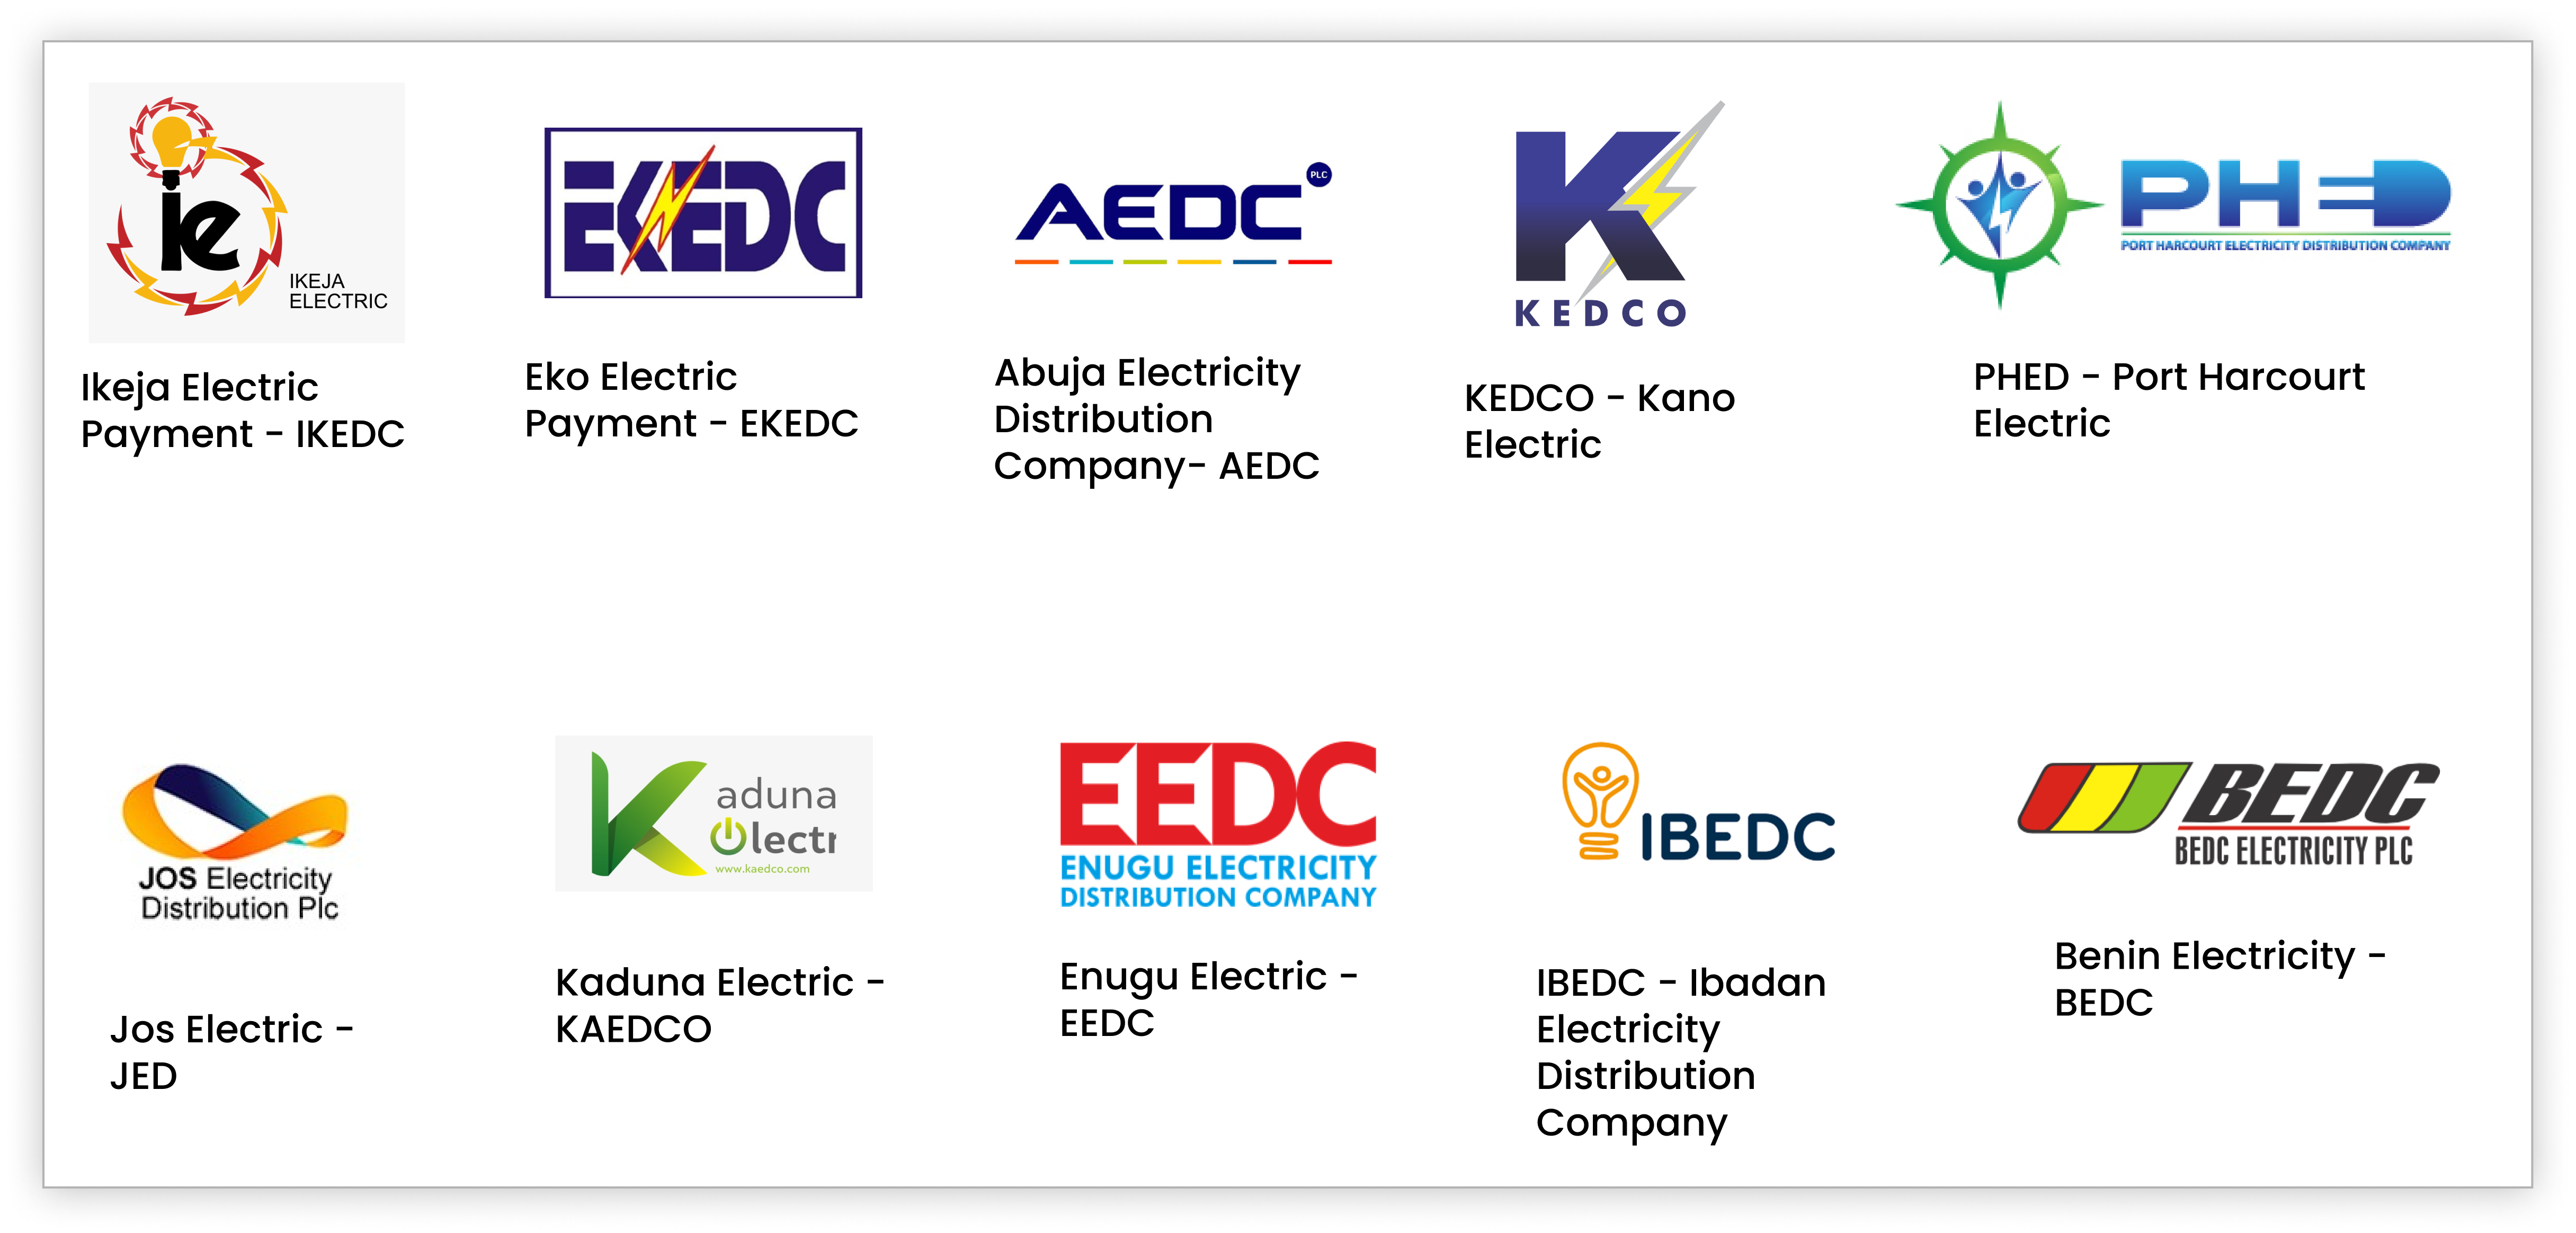 ie
IKEJA
ELECTRIC
Ikeja Electric
Payment - IKEDC
EKEDC
Eko Electric
Payment - EKEDC
AEDC PLC
Abuja Electricity
Distribution
Company- AEDC
K
KEDCO
KEDCO - Kano
Electric
PHED
PORT HARCOURT ELECTRICITY DISTRIBUTION COMPANY
PHED - Port Harcourt
Electric
JOS Electricity
Distribution Plc
Jos Electric -
JED
Kaduna
electr
www.kaedco.com
Kaduna Electric -
KAEDCO
EEDC
ENUGU ELECTRICITY
DISTRIBUTION COMPANY
Enugu Electric -
EEDC
IBEDC
IBEDC - Ibadan
Electricity
Distribution
Company
BEDC
BEDC ELECTRICITY PLC
Benin Electricity -
BEDC